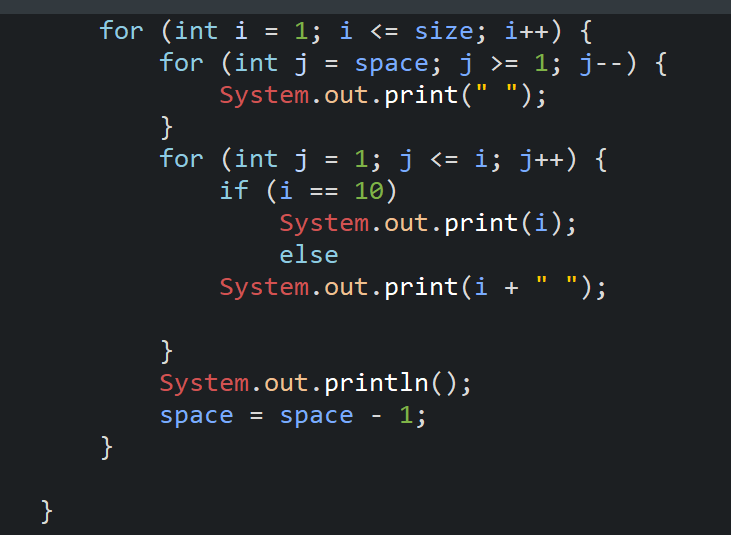 for (int i = 1; i <= size; i++) {
for (int j = space; j >= 1; j--) {
System.out.print(" ");
}
for (int j = 1; j <= i; j++) {
if (i == 10)
System.out.print(i);
else
System.out.print(i + " ");
}
System.out.println();
space = space - 1;
}
}